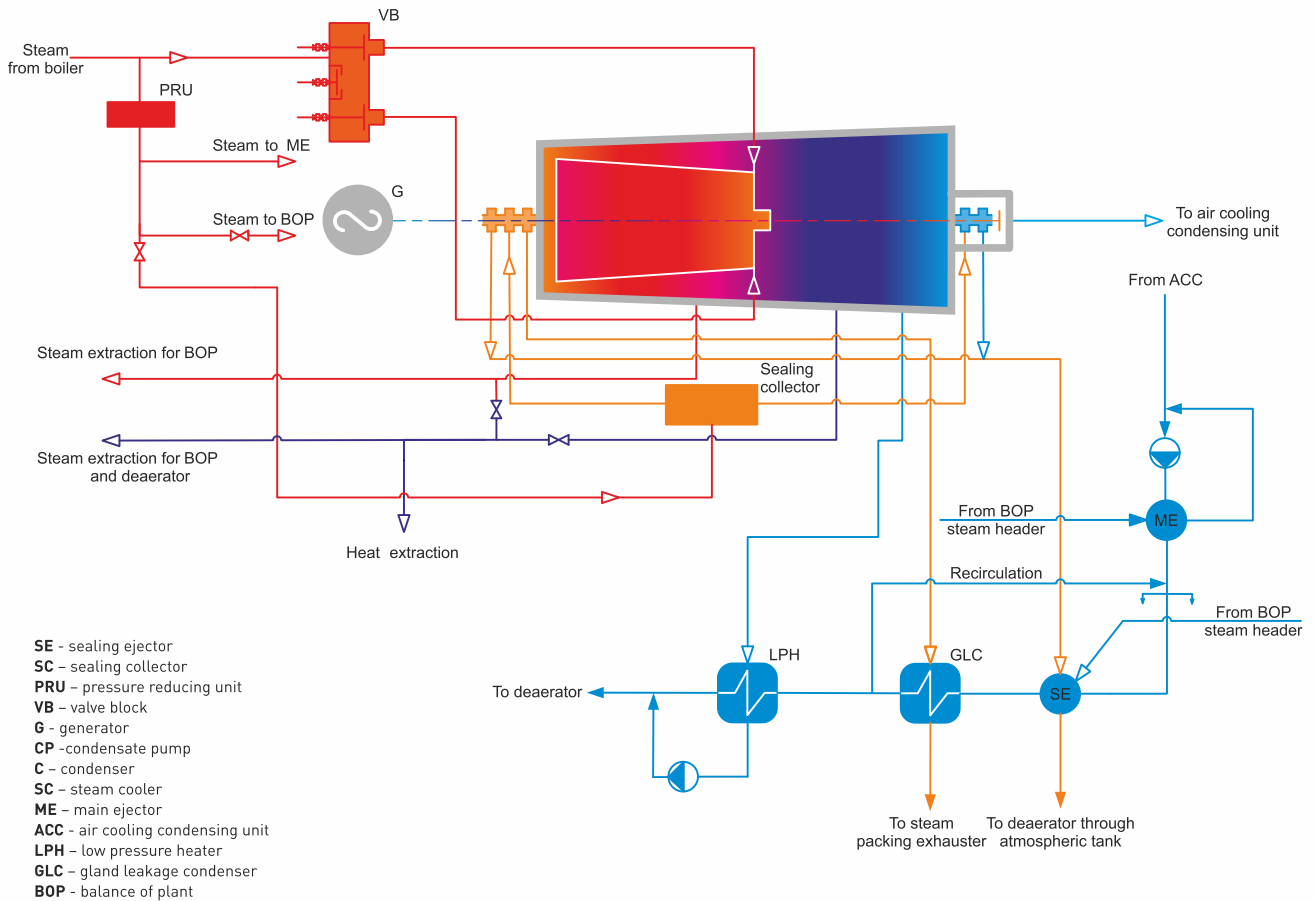 VB
Steam
from boiler
PRU
Steam to ME
G
Steam to BOP
To air cooling
condensing unit
From ACC
Steam extraction for BOP
Sealing
collector
Steam extraction for BOP
and deaerator
Heat extraction
From BOP
steam header
ME
Recirculation
From BOP
steam header
LPH
GLC
To deaerator
SE
To steam
packing exhauster
To deaerator through
atmospheric tank
SE - sealing ejector
SC – sealing collector
PRU – pressure reducing unit
VB – valve block
G - generator
CP -condensate pump
C – condenser
SC – steam cooler
ME – main ejector
ACC - air cooling condensing unit
LPH – low pressure heater
GLC – gland leakage condenser
BOP - balance of plant